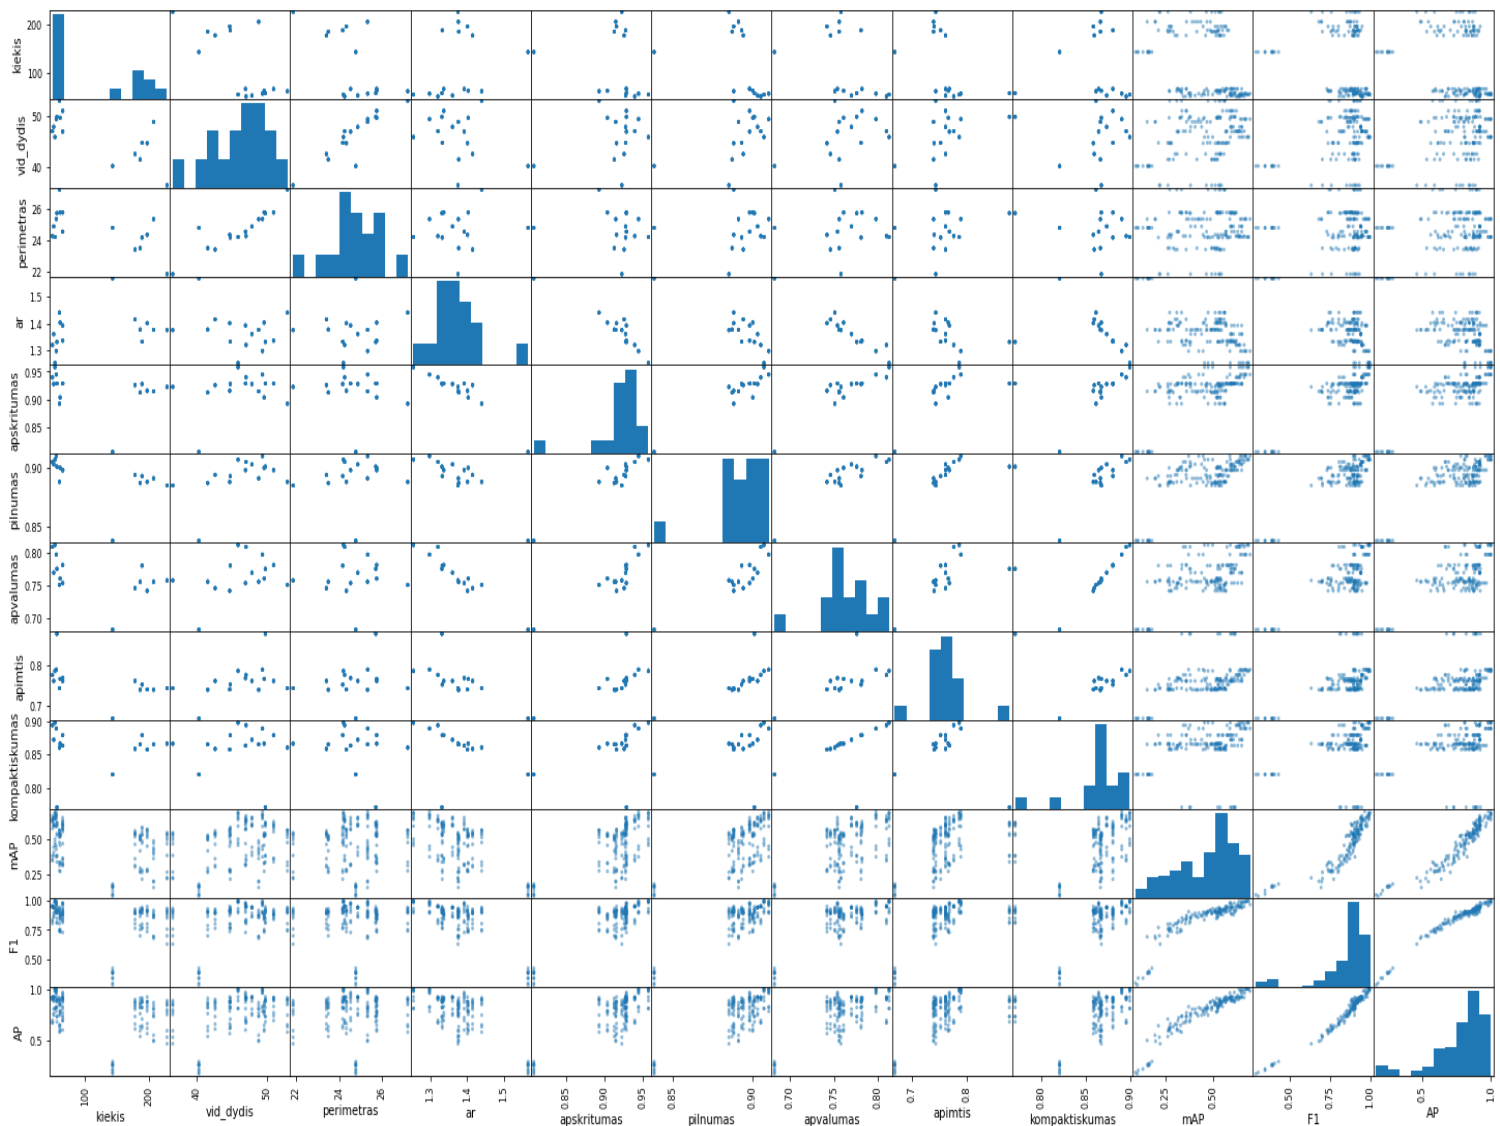 kiekis
200
100
vid_dydis
50
40
perimetras
26
24
22
ar
1.5
1.4
1.3
apskritumas
0.95
0.90
0.85
pilnumas
0.90
0.85
apvalumas
0.80
0.75
0.70
apimtis
0.8
0.7
kompaktiskumas
0.90
0.85
0.80
mAP
0.50
0.25
F1
1.00
0.75
0.50
AP
1.0
0.5
100 200 40 50 22 24 26 1.3 1.4 1.5 0.85 0.90 0.95 0.85 0.90 0.70 0.75 0.80 0.7 0.8 0.80 0.85 0.90 0.25 0.50 0.50 0.75 1.00 0.5 1.0
kiekis vid_dydis perimetras ar apskritumas pilnumas apvalumas apimtis kompaktiskumas mAP F1 AP